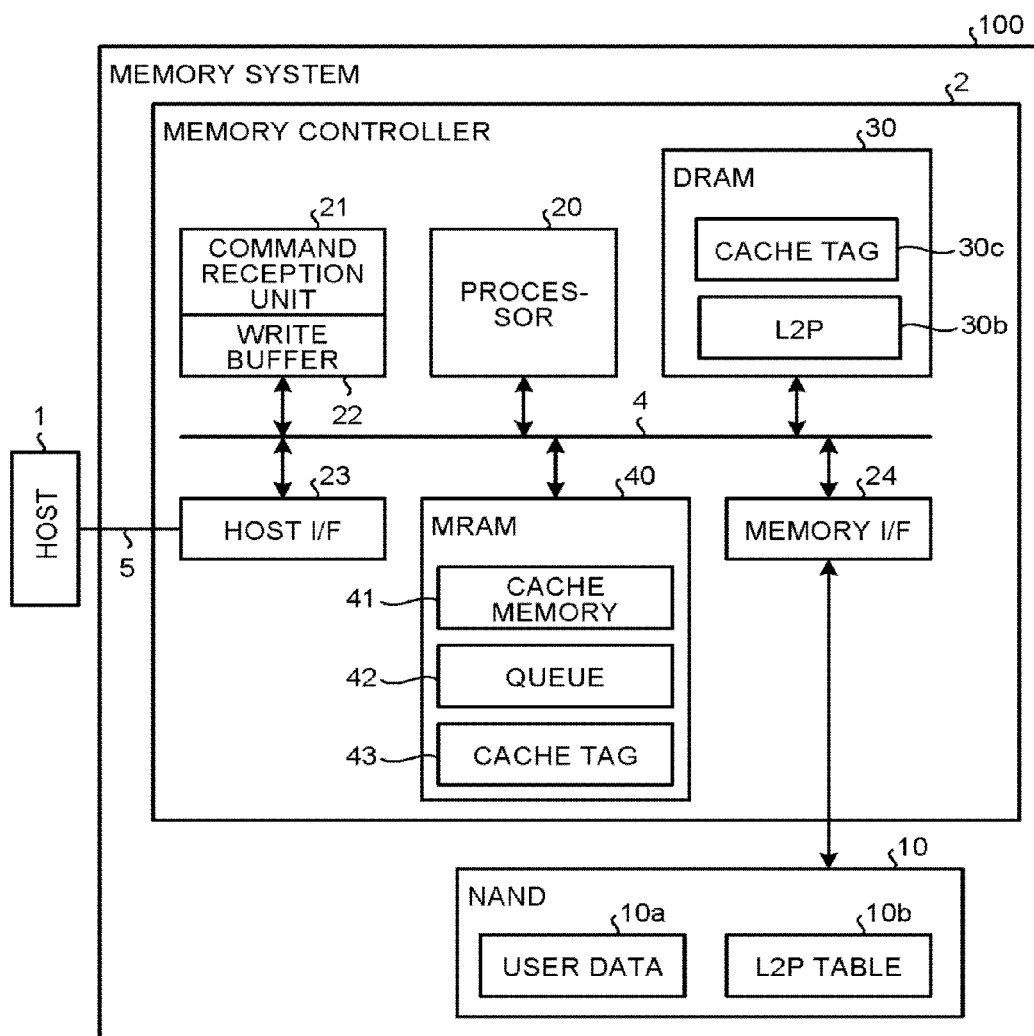 100
MEMORY SYSTEM
2
MEMORY CONTROLLER
30
DRAM
21
20
COMMAND
RECEPTION
UNIT
PROCES-
SOR
CACHE TAG
30c
WRITE
BUFFER
L2P
30b
22
4
1
HOST
5
23
HOST I/F
40
MRAM
24
MEMORY I/F
41
CACHE
MEMORY
42
QUEUE
43
CACHE TAG
10
NAND
10a
USER DATA
10b
L2P TABLE